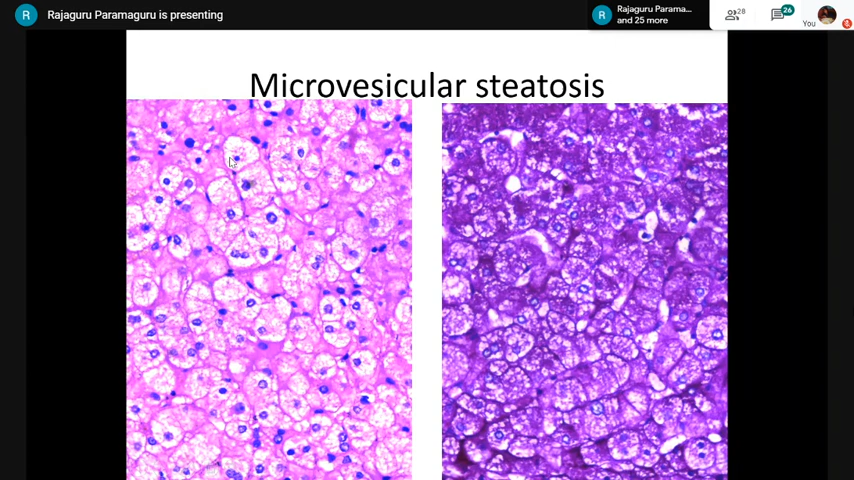 R Rajaguru Paramaguru is presenting
R Rajaguru Parama...
and 25 more
28
26
You
Microvesicular steatosis